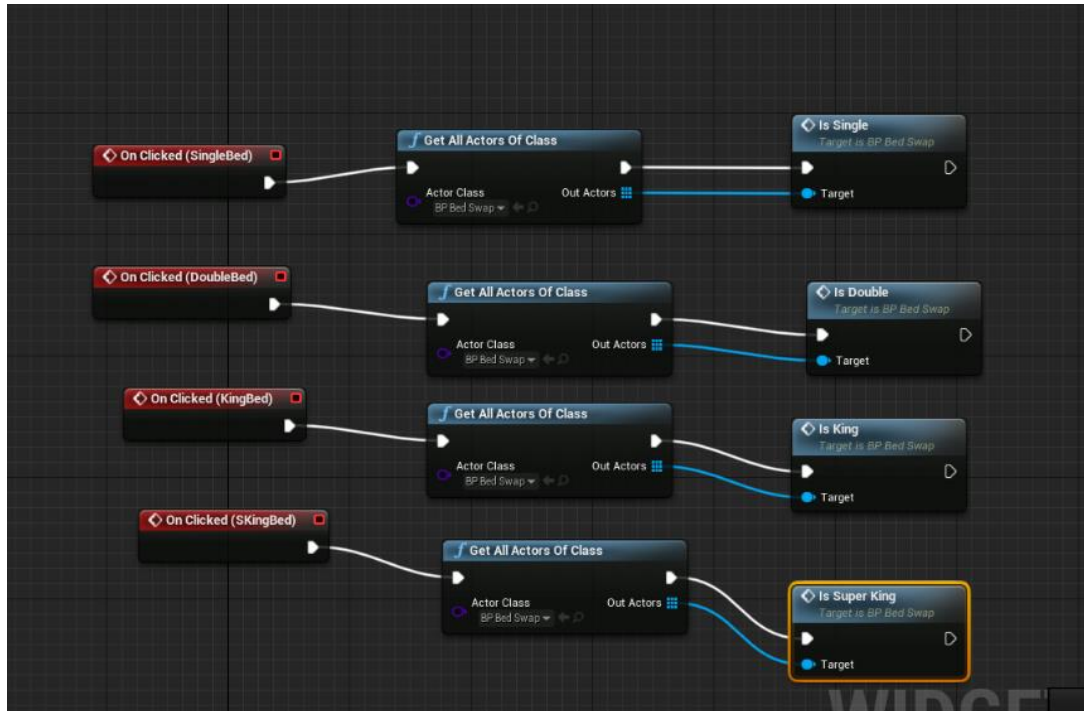 On Clicked (SingleBed)
Get All Actors Of Class
Actor Class
BP Bed Swap
Out Actors
Is Single
Target is BP Bed Swap
Target
On Clicked (DoubleBed)
Get All Actors Of Class
Actor Class
BP Bed Swap
Out Actors
Is Double
Target is BP Bed Swap
Target
On Clicked (KingBed)
Get All Actors Of Class
Actor Class
BP Bed Swap
Out Actors
Is King
Target is BP Bed Swap
Target
On Clicked (SKingBed)
Get All Actors Of Class
Actor Class
BP Bed Swap
Out Actors
Is Super King
Target is BP Bed Swap
Target